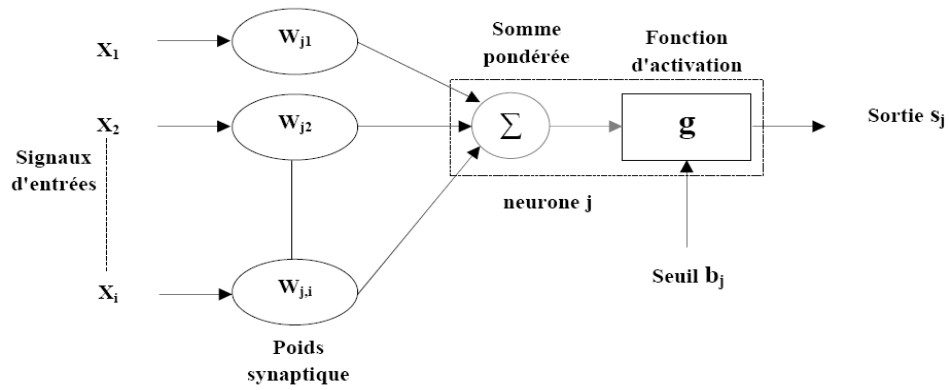 X1
Wj1
Somme
pondérée
Fonction
d'activation
X2
Wj2
Σ
g
Sortie sj
Signaux
d'entrées
neurone j
Xi
Wj,i
Seuil bj
Poids
synaptique